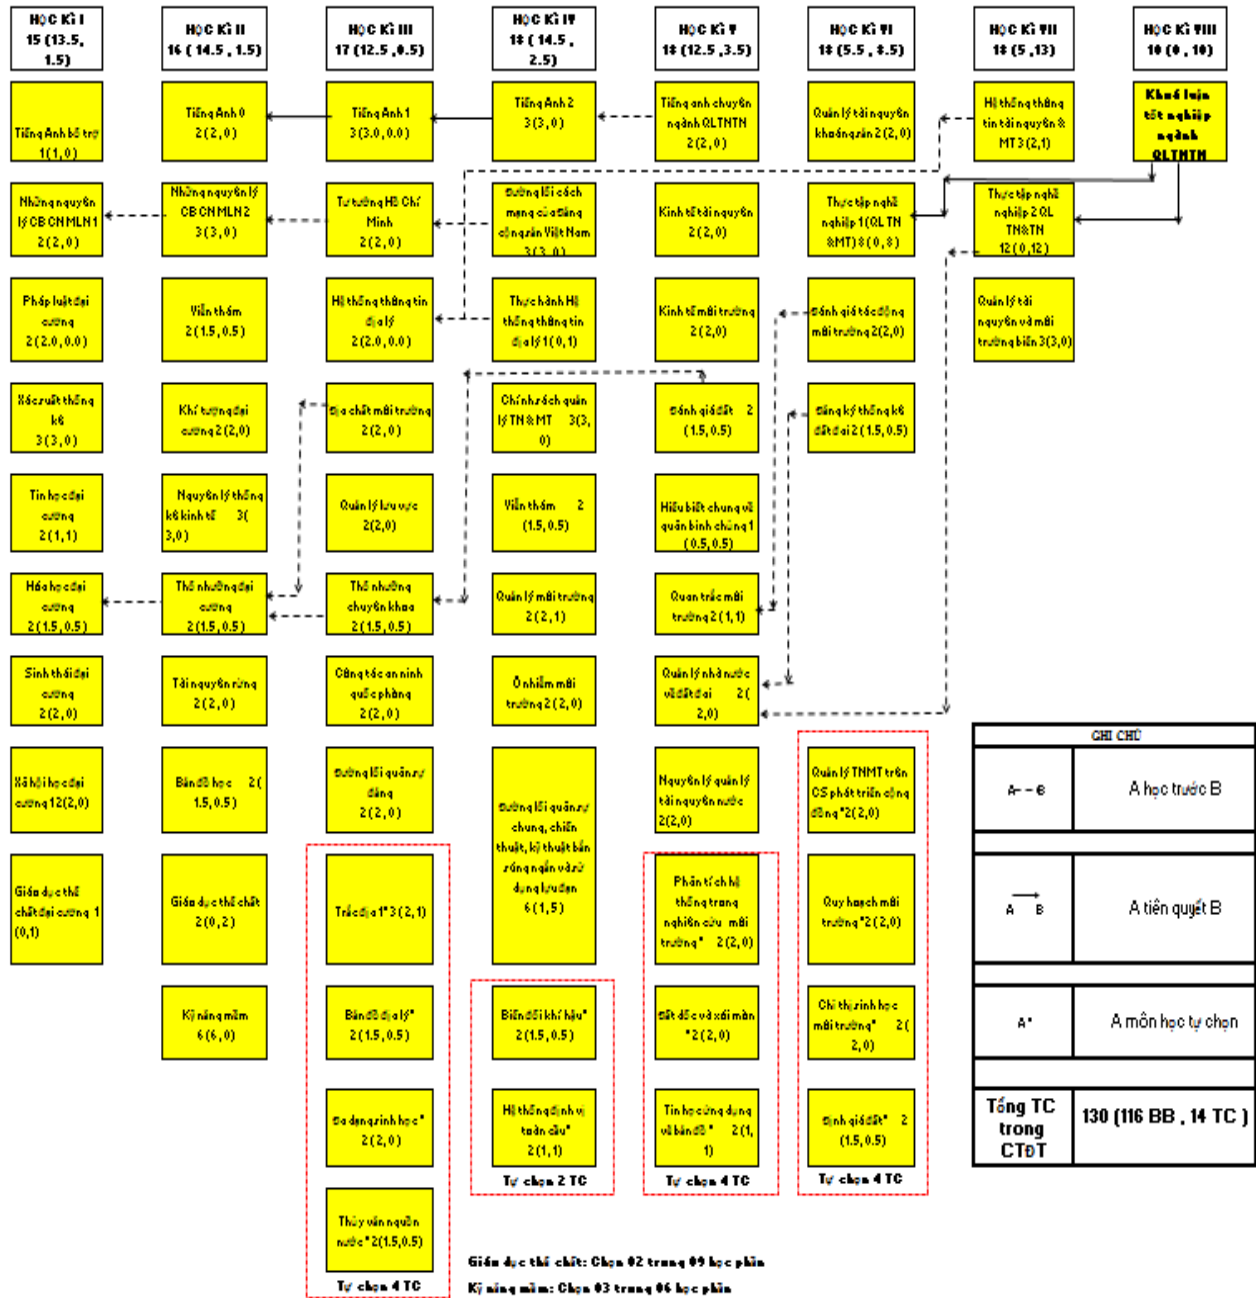 HỌC KÌ I
15 (13.5,
1.5)
HỌC KÌ II
16 ( 14.5 , 1.5)
HỌC KÌ III
17 (12.5 ,0.5)
HỌC KÌ IV
18 ( 14.5 ,
2.5)
HỌC KÌ V
18 (12.5 ,3.5)
HỌC KÌ VI
18 (5.5 , 8.5)
HỌC KÌ VII
18 (5 ,13)
HỌC KÌ VIII
10 (0 , 10)
Tiếng Anh bổ trợ
1(1,0)
Tiếng Anh 0
2(2,0)
Tiếng Anh 1
3(3.0,0.0)
Tiếng Anh 2
3(3,0)
Tiếng anh chuyên
ngành QLTNTN
2(2,0)
Quản lý tài nguyên
khoáng sản 2(2,0)
Hệ thống thông
tin tài nguyên &
MT3(2,1)
Khoá luận
tốt nghiệp
ngành
QLTNTN
Những nguyên
lý CB CN MLN1
2(2,0)
Những nguyên lý
CB CN MLN2
3(3,0)
Tư tưởng Hồ Chí
Minh
2(2,0)
Đường lối cách
mạng của Đảng
cộng sản Việt Nam
3(3,0)
Kinh tế tài nguyên
2(2,0)
Thực tập nghề
nghiệp 1(QLTN
&MT)8(0,8)
Thực tập nghề
nghiệp 2QL
TN&TN
12(0,12)
Pháp luật đại
cương
2(2.0,0.0)
Viễn thám
2(1.5,0.5)
Hệ thống thông tin
địa lý
2(2.0,0.0)
Thực hành Hệ
thống thông tin
địa lý 1(0,1)
Kinh tế môi trường
2(2,0)
Đánh giá tác động
môi trường2(2,0)
Quản lý tài
nguyên và môi
trường biển 3(3,0)
Xác suất thống
kê
3(3,0)
Khí tượng đại
cương 2(2,0)
Địa chất môi trường
2(2,0)
Chính sách quản
lý TN & MT 3(3,
0)
Đánh giá đất 2
(1.5,0.5)
Đăng ký thống kê
đất đai 2 (1.5,0.5)
Tin học đại
cương
2(1,1)
Nguyên lý thống
kê kinh tế 3(
3,0)
Quản lý lưu vực
2(2,0)
Viễn thám 2
(1.5,0.5)
Hiểu biết chung về
quân binh chủng 1
(0.5,0.5)
Hóa học đại
cương
2(1.5,0.5)
Thổ nhưỡng đại
cương
2(1.5,0.5)
Thổ nhưỡng
chuyên khoa
2(1.5,0.5)
Quản lý môi trường
2(2,1)
Quan trắc môi
trường 2(1,1)
Sinh thái đại
cương
2(2,0)
Tài nguyên rừng
2(2,0)
Công tác an ninh
quốc phòng
2(2,0)
Ô nhiễm môi
trường 2(2,0)
Quản lý nhà nước
về đất đai 2(
2,0)
Xã hội học đại
cương 12(2,0)
Bản đồ học 2(
1.5,0.5)
Đường lối quân sự
đảng
2(2,0)
Đường lối quân sự
chung, chiến
thuật, kỹ thuật bắn
súng ngắn và sử
dụng lựu đạn
6(1,5)
Nguyên lý quản lý
tài nguyên nước
2(2,0)
Quản lý TNMT trên
CS phát triển cộng
đồng *2(2,0)
Giáo dục thể
chất đại cương 1
(0,1)
Giáo dục thể chất
2(0,2)
Trắc địa 1* 3(2,1)
Phân tích hệ
thống trong
nghiên cứu môi
trường * 2(2,0)
Quy hoạch môi
trường *2(2,0)
Kỹ năng mềm
6(6,0)
Bản đồ địa lý*
2(1.5,0.5)
Biến đổi khí hậu*
2(1.5,0.5)
Đất dốc và xói mòn
*2(2,0)
Chỉ thị sinh học
môi trường* 2(
2,0)
Đa dạng sinh học*
2(2,0)
Hệ thống định vị
toàn cầu*
2(1,1)
Tin học ứng dụng
vẽ bản đồ* 2(1,
1)
Định giá đất* 2
(1.5,0.5)
Thủy văn nguồn
nước* 2(1.5,0.5)
Tự chọn 4 TC
Tự chọn 2 TC
Tự chọn 4 TC
Tự chọn 4 TC
Giáo dục thể chất: Chọn 02 trong 09 học phần
Kỹ năng mềm: Chọn 03 trong 06 học phần
GHI CHÚ
A--B
A học trước B
A B
A tiên quyết B
A*
A môn học tự chọn
Tổng TC
trong
CTĐT
130 (116 BB , 14 TC )